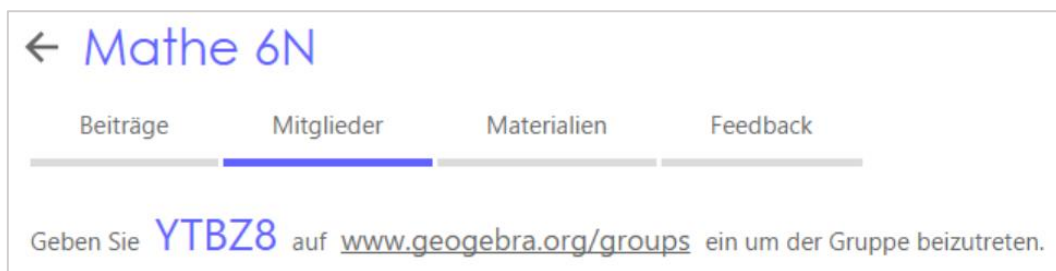 ← Mathe 6N
Beiträge Mitglieder Materialien Feedback
Geben Sie YTBZ8 auf www.geogebra.org/groups ein um der Gruppe beizutreten.